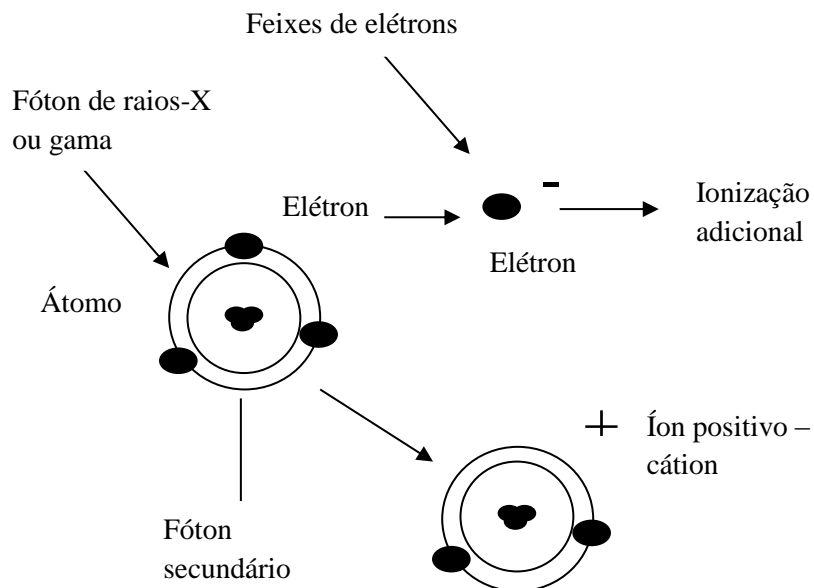 Feixes de elétrons
Fóton de raios-X
ou gama
Elétron
-
Ionização
adicional
Elétron
Átomo
+
Íon positivo –
cátion
Fóton
secundário